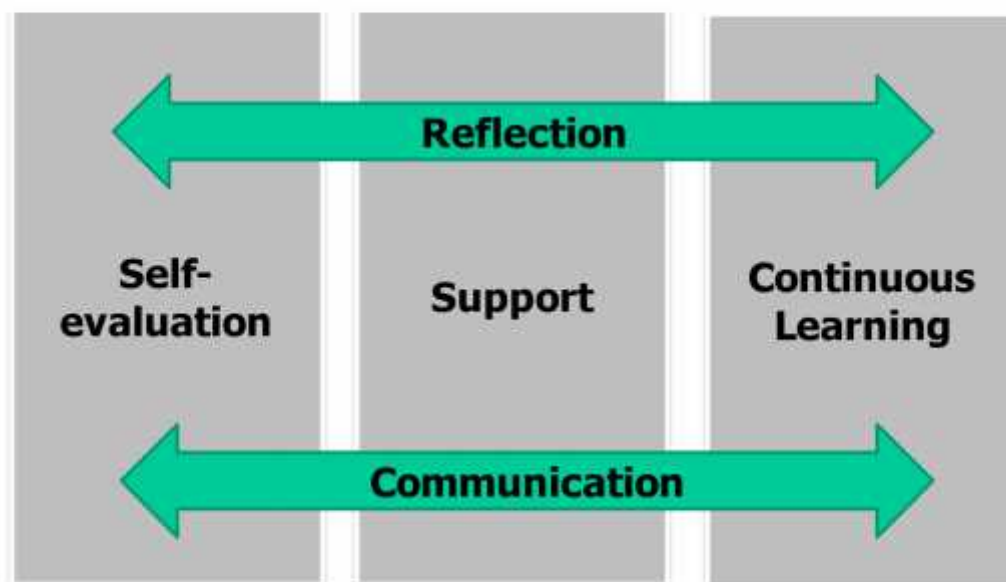 Reflection
Self-
evaluation
Support
Continuous
Learning
Communication